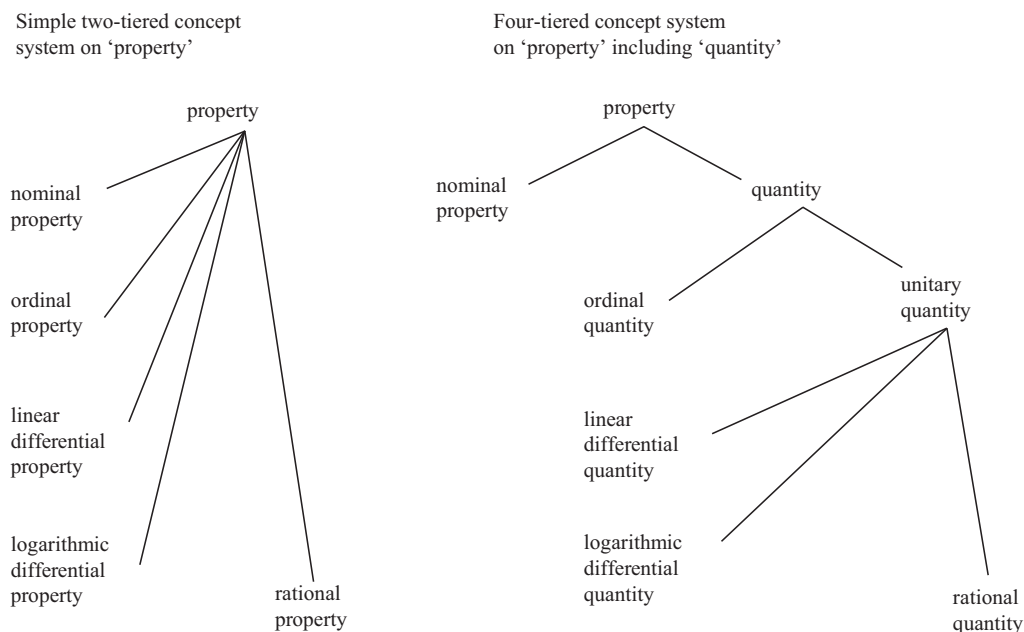 Simple two-tiered concept
system on ‘property’
property
nominal
property
ordinal
property
linear
differential
property
logarithmic
differential
property
rational
property
Four-tiered concept system
on ‘property’ including ‘quantity’
property
nominal
property
quantity
ordinal
quantity
unitary
quantity
linear
differential
quantity
logarithmic
differential
quantity
rational
quantity